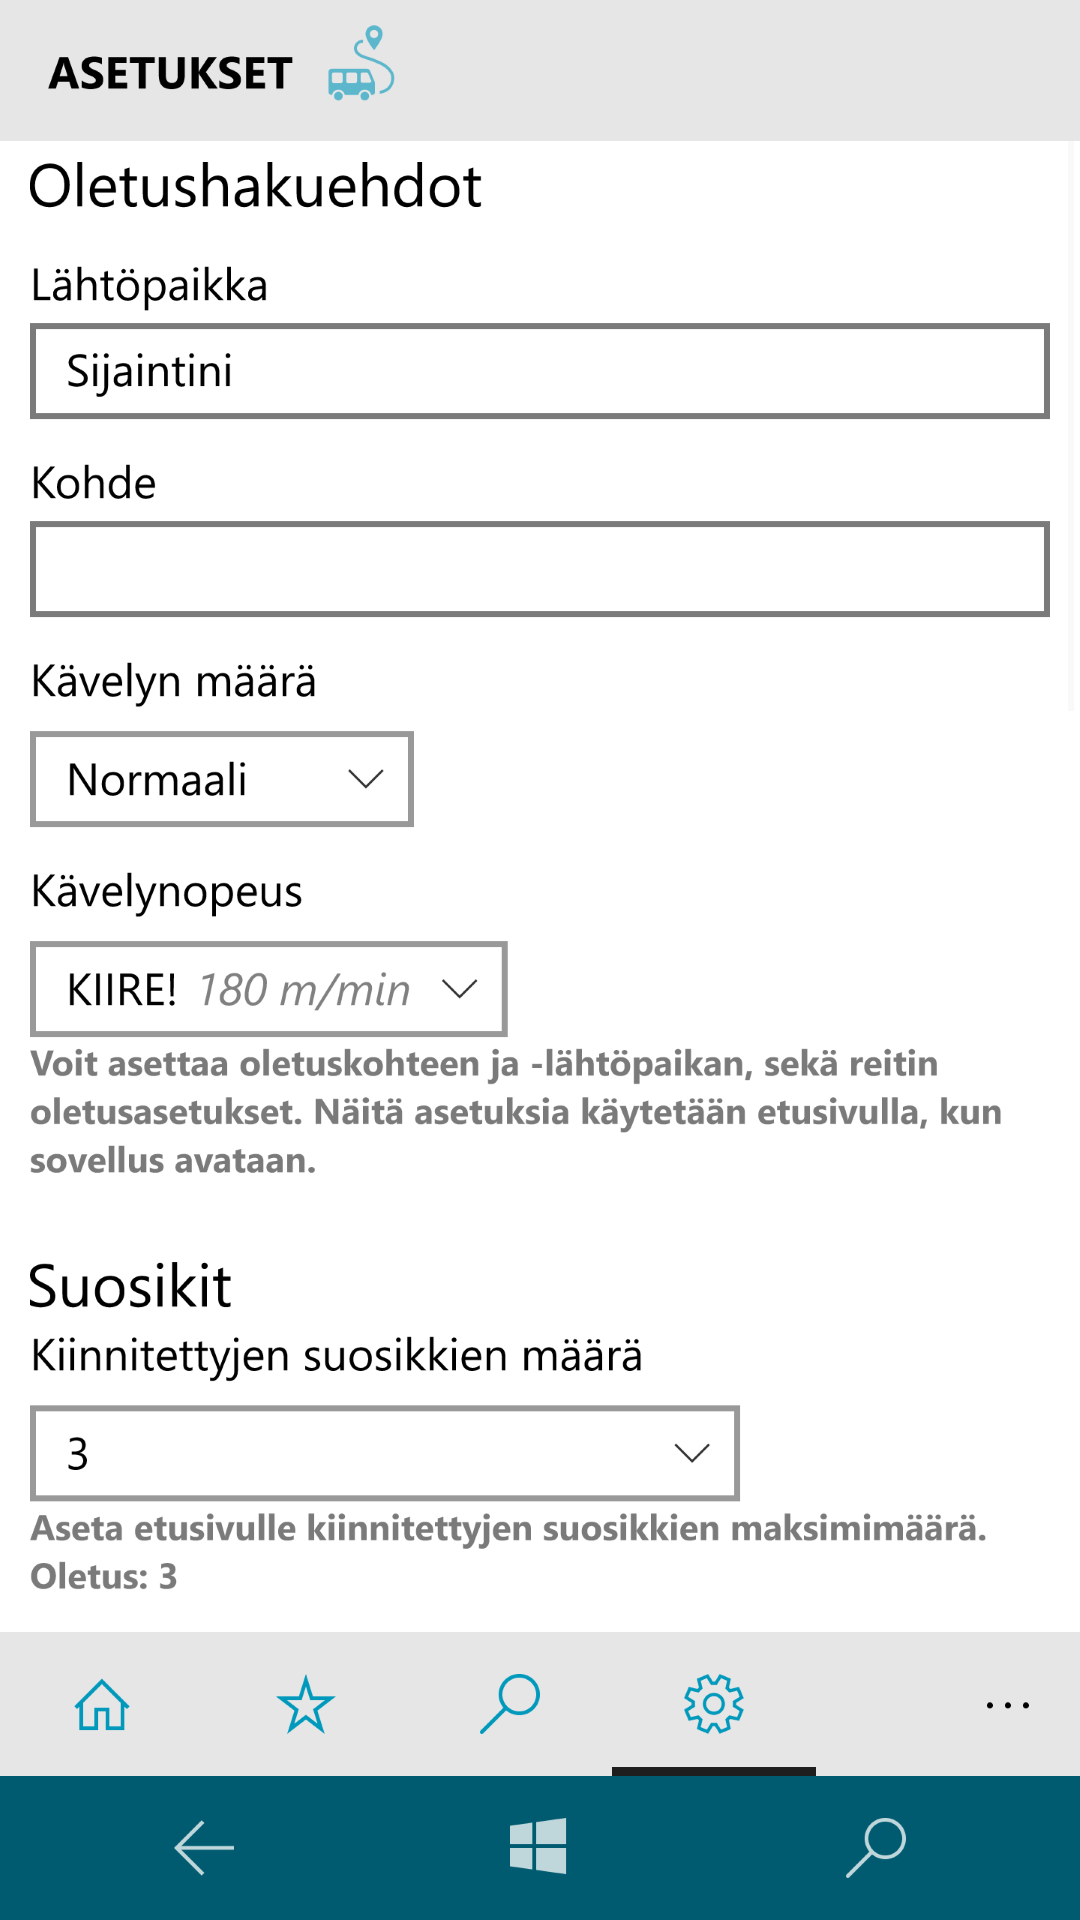 ASETUKSET
Oletushakuehdot
Lähtöpaikka
Sijaintini
Kohde
Kävelyn määrä
Normaali
Kävelynopeus
KIIRE! 180 m/min
Voit asettaa oletuskohteen ja -lähtöpaikan, sekä reitin
oletusasetukset. Näitä asetuksia käytetään etusivulla, kun
sovellus avataan.
Suosikit
Kiinnitettyjen suosikkien määrä
3
Aseta etusivulle kiinnitettyjen suosikkien maksimimäärä.
Oletus: 3